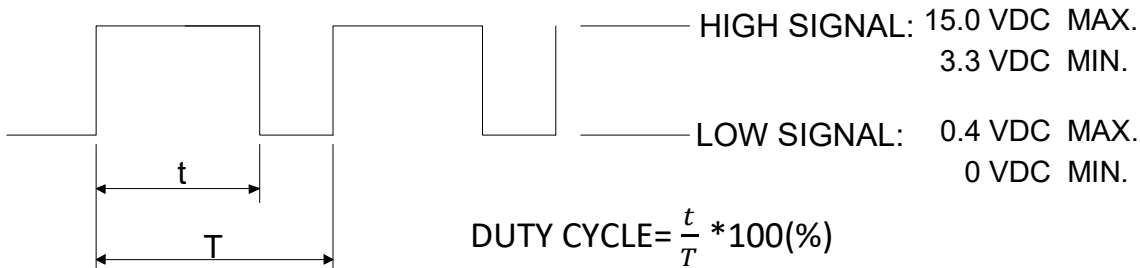 HIGH SIGNAL: 15.0 VDC MAX.
3.3 VDC MIN.
LOW SIGNAL: 0.4 VDC MAX.
0 VDC MIN.
t
T
DUTY CYCLE= t/T *100(%)